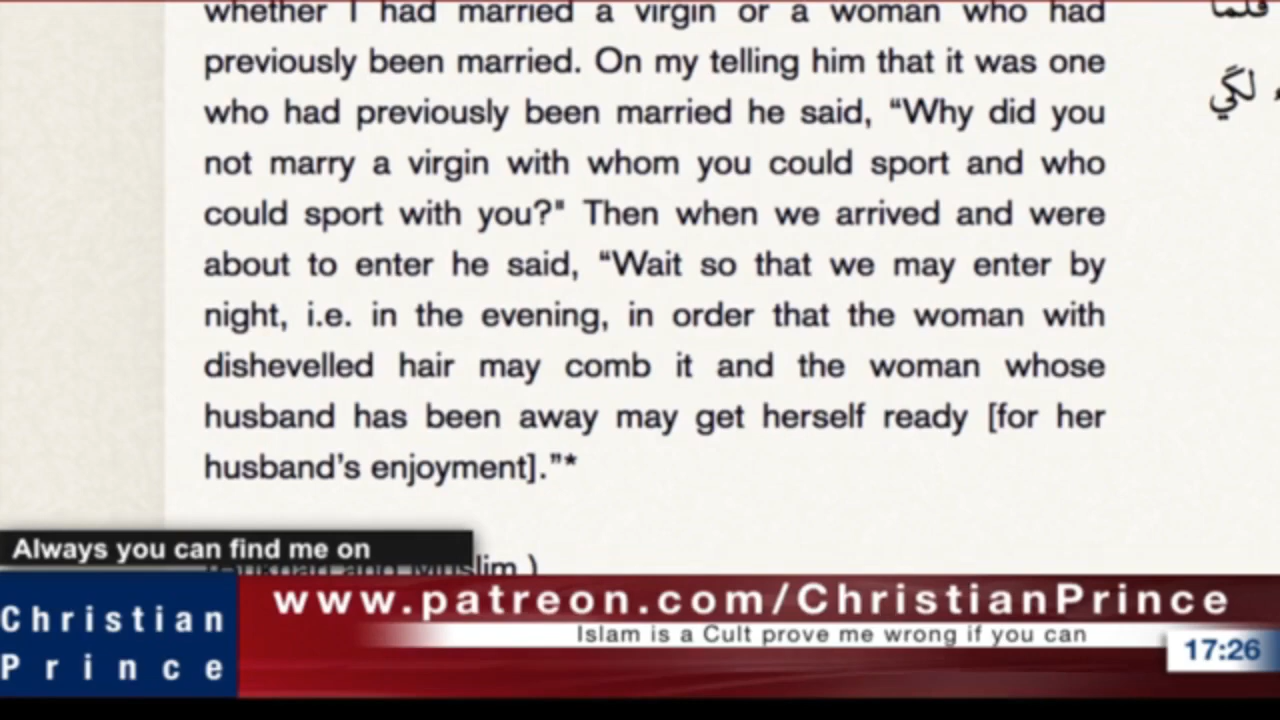 whether I had married a virgin or a woman who had
previously been married. On my telling him that it was one
who had previously been married he said, “Why did you
not marry a virgin with whom you could sport and who
could sport with you?" Then when we arrived and were
about to enter he said, “Wait so that we may enter by
night, i.e. in the evening, in order that the woman with
dishevelled hair may comb it and the woman whose
husband has been away may get herself ready [for her
husband’s enjoyment].”*
فلما
لكي
(Bukhari and Muslim.)
Always you can find me on
Christian
Prince
www.patreon.com/ChristianPrince
Islam is a Cult prove me wrong if you can
17:26